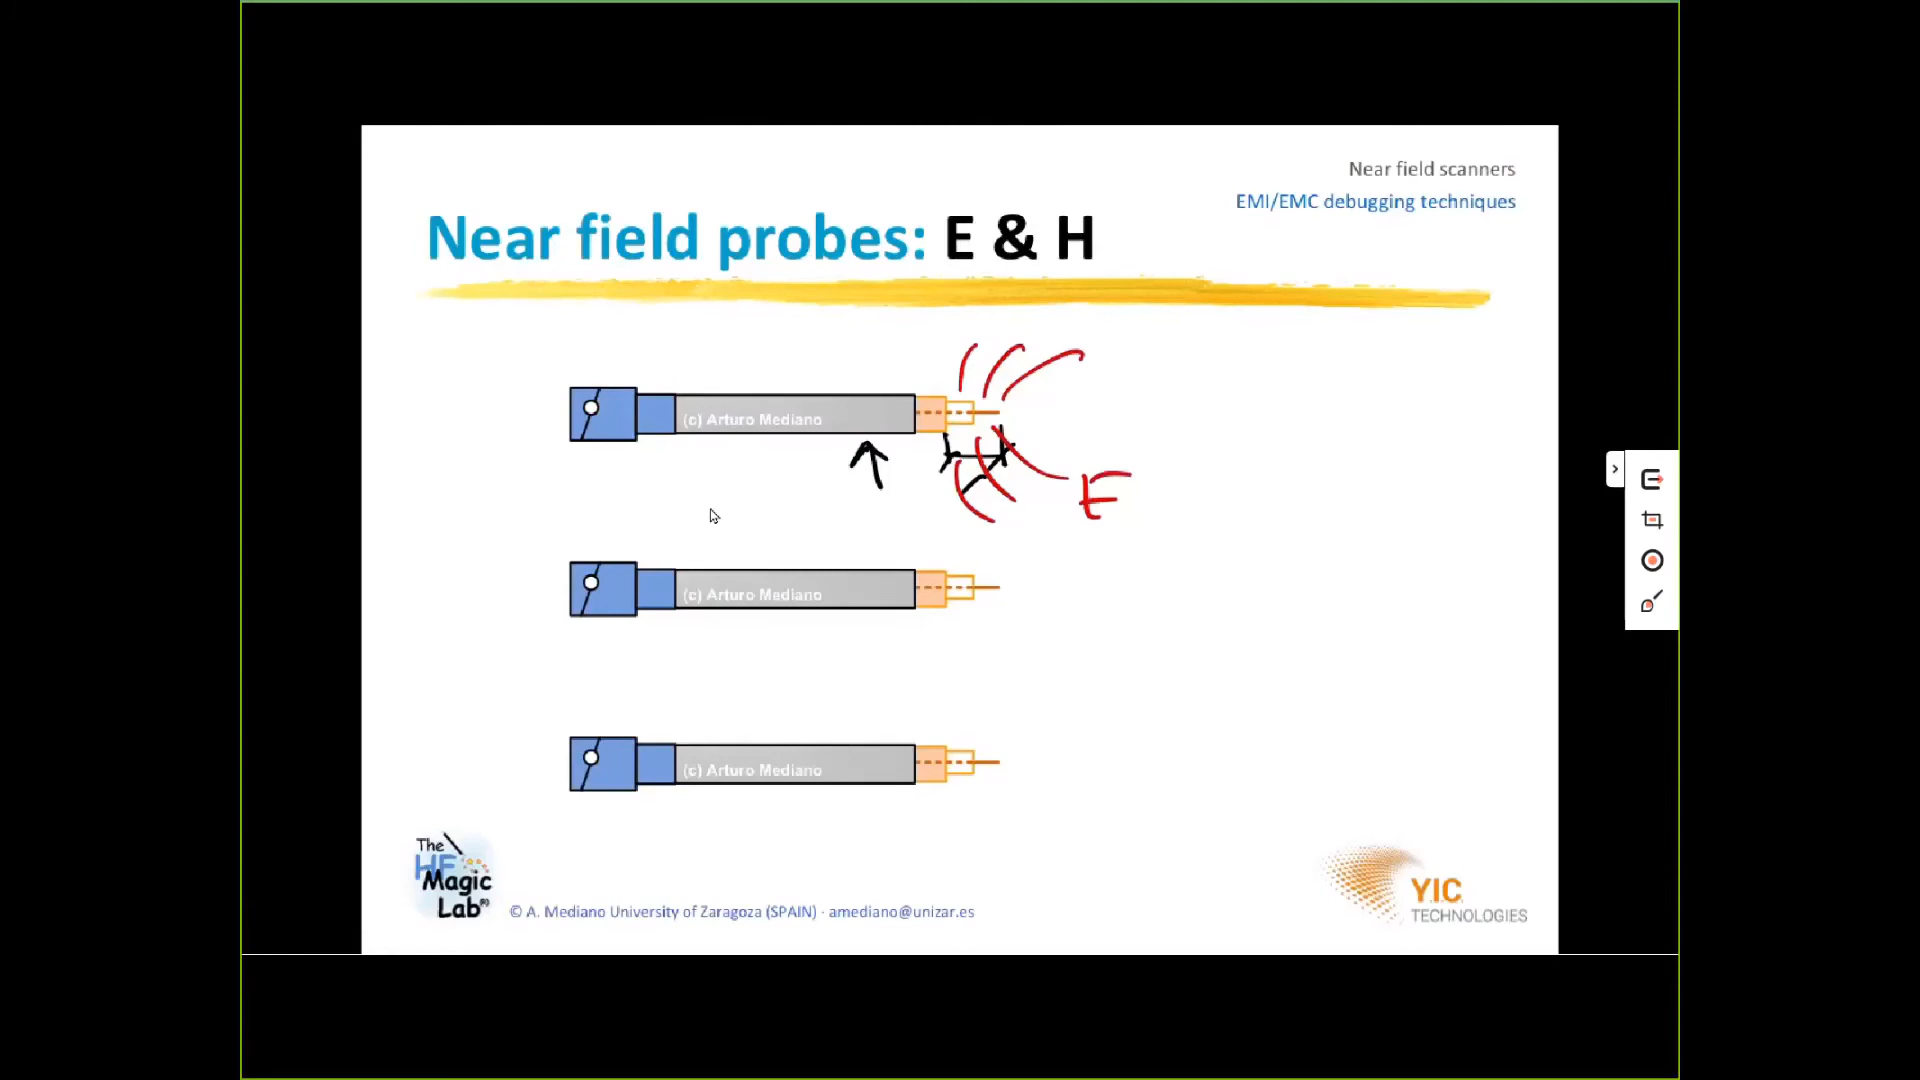 Near field scanners
EMI/EMC debugging techniques
Near field probes: E & H
(c) Arturo Mediano
E
(c) Arturo Mediano
(c) Arturo Mediano
The
HF
Magic
Lab
© A. Mediano University of Zaragoza (SPAIN) · amediano@unizar.es
Y.I.C
TECHNOLOGIES